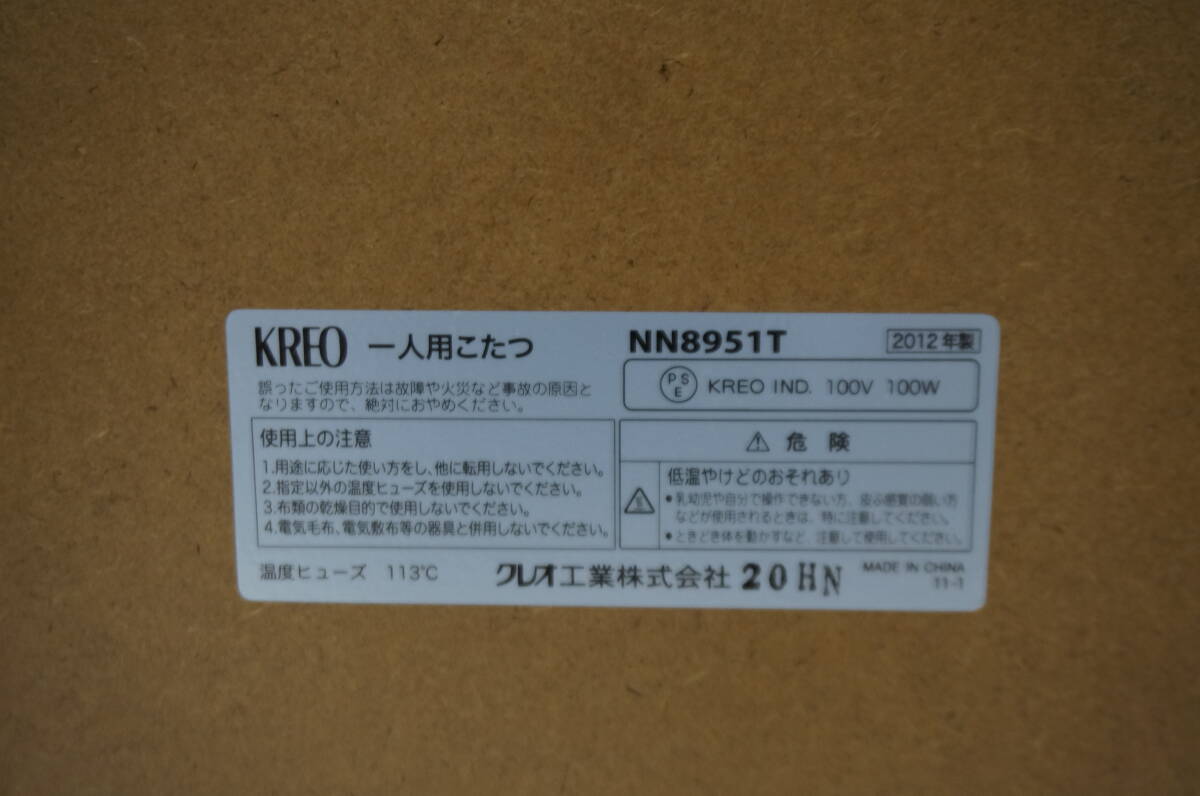 KREO 一人用こたつ
誤ったご使用方法は故障や火災など事故の原因と
なりますので、絶対におやめください。
使用上の注意
1.用途に応じた使い方をし、他に転用しないでください。
2.指定以外の温度ヒューズを使用しないでください。
3.布類の乾燥目的で使用しないでください。
4.電気毛布、電気敷布等の器具と併用しないでください。
NN8951T 2012年製
PSE KREO IND. 100V 100W
⚠ 危険
低温やけどのおそれあり
●乳幼児や自分で操作できない方、皮ふ感覚の弱い方
などが使用されるときは、特に注意してください。
●ときどき体を動かすなど、注意して使用してください。
温度ヒューズ 113℃
クレオ工業株式会社 20HN
MADE IN CHINA
11-1